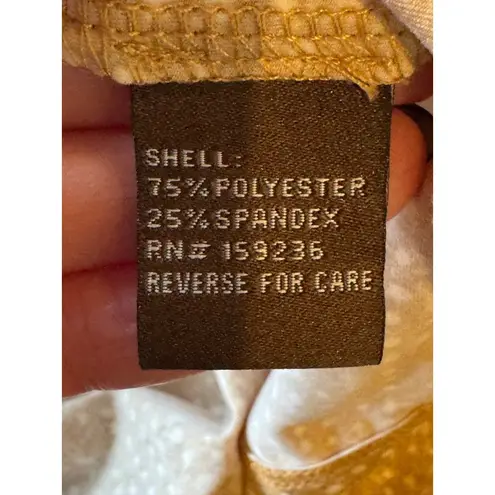 SHELL:
75% POLYESTER
25% SPANDEX
RN# 159236
REVERSE FOR CARE